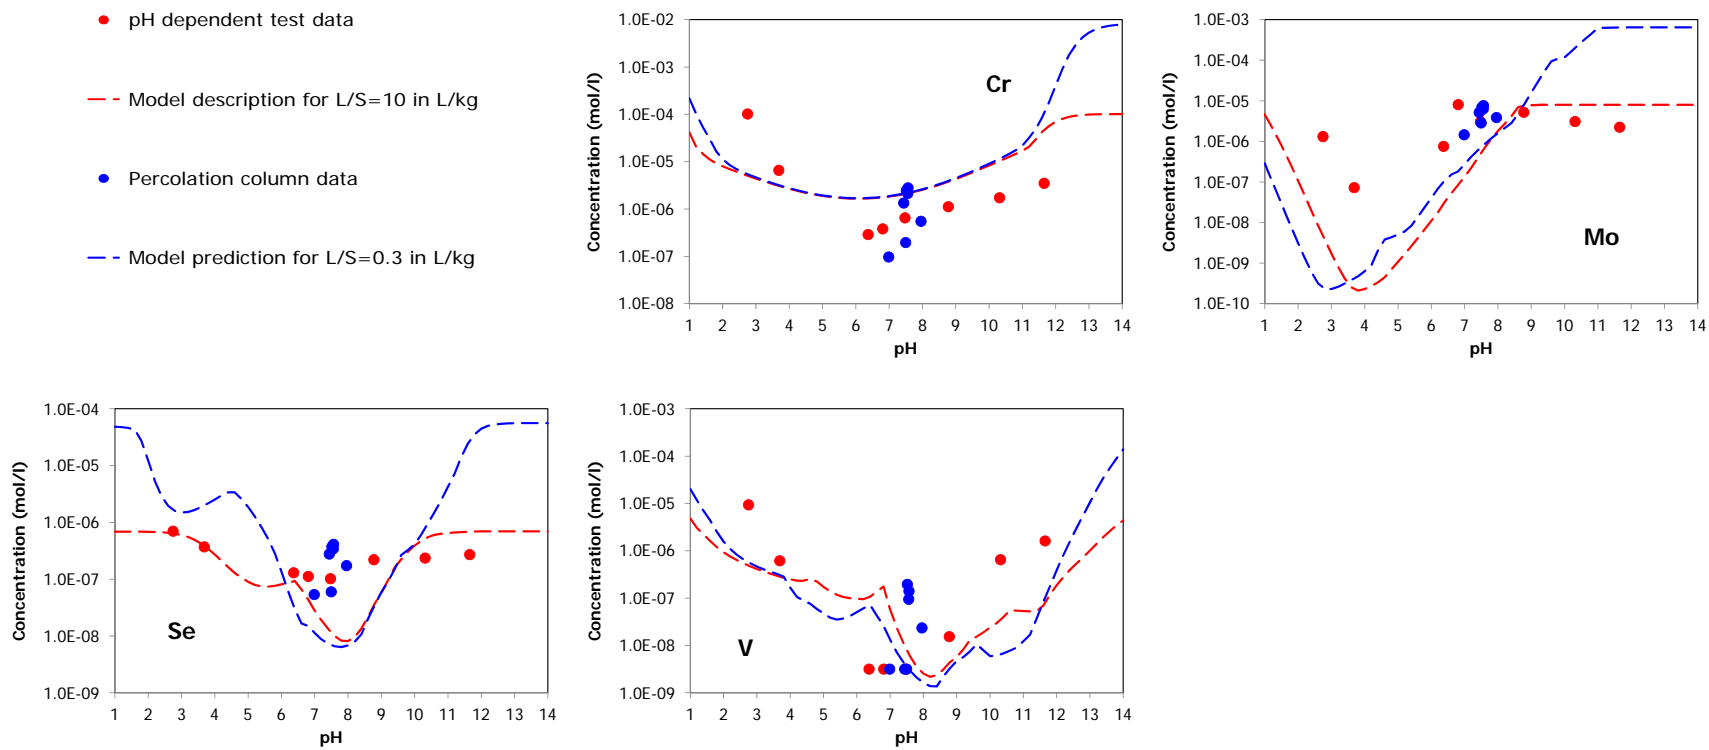 pH dependent test data
Model description for L/S=10 in L/kg
Percolation column data
Model prediction for L/S=0.3 in L/kg
Concentration (mol/l)
1.0E-02
1.0E-03
1.0E-04
1.0E-05
1.0E-06
1.0E-07
1.0E-08
Cr
1 2 3 4 5 6 7 8 9 10 11 12 13 14
pH
Concentration (mol/l)
1.0E-03
1.0E-04
1.0E-05
1.0E-06
1.0E-07
1.0E-08
1.0E-09
1.0E-10
Mo
1 2 3 4 5 6 7 8 9 10 11 12 13 14
pH
Concentration (mol/l)
1.0E-04
1.0E-05
1.0E-06
1.0E-07
1.0E-08
1.0E-09
Se
1 2 3 4 5 6 7 8 9 10 11 12 13 14
pH
Concentration (mol/l)
1.0E-03
1.0E-04
1.0E-05
1.0E-06
1.0E-07
1.0E-08
1.0E-09
V
1 2 3 4 5 6 7 8 9 10 11 12 13 14
pH